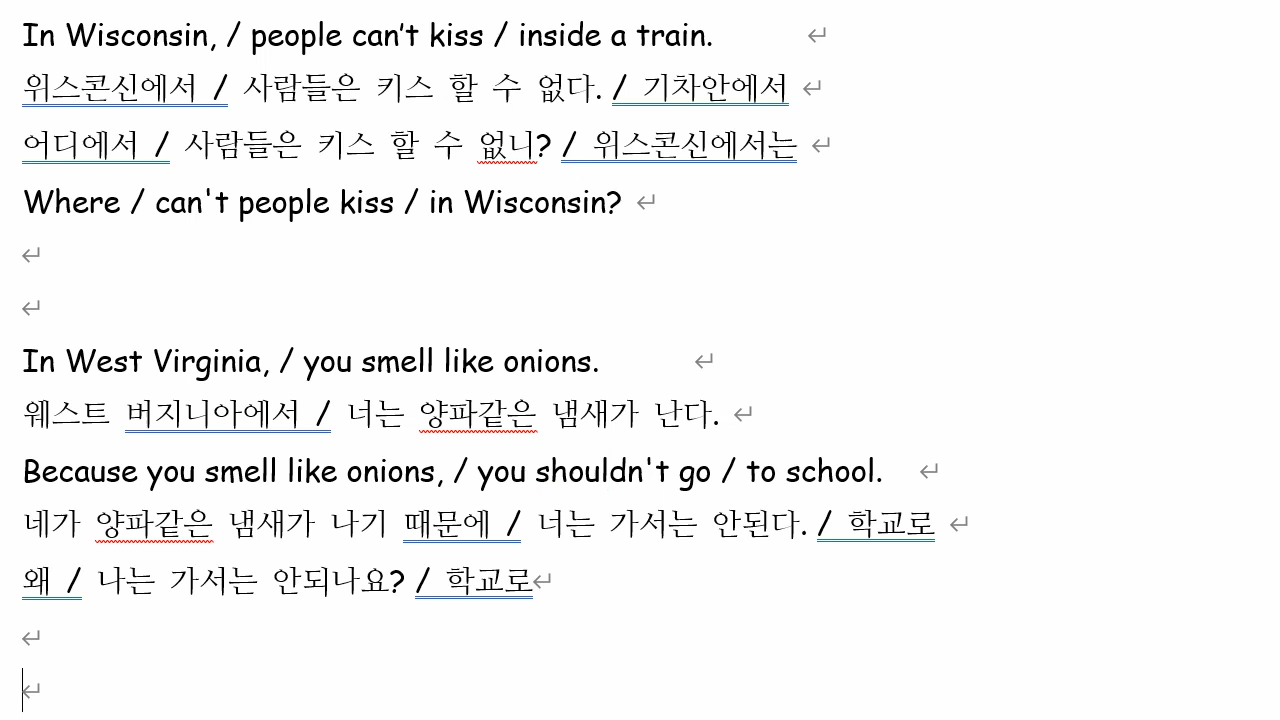 In Wisconsin, / people can't kiss / inside a train.
위스콘신에서 / 사람들은 키스 할 수 없다. / 기차안에서
어디에서 / 사람들은 키스 할 수 없니? / 위스콘신에서는
Where / can't people kiss / in Wisconsin?
In West Virginia, / you smell like onions.
웨스트 버지니아에서 / 너는 양파같은 냄새가 난다.
Because you smell like onions, / you shouldn't go / to school.
네가 양파같은 냄새가 나기 때문에 / 너는 가서는 안된다. / 학교로
왜 / 나는 가서는 안되나요? / 학교로